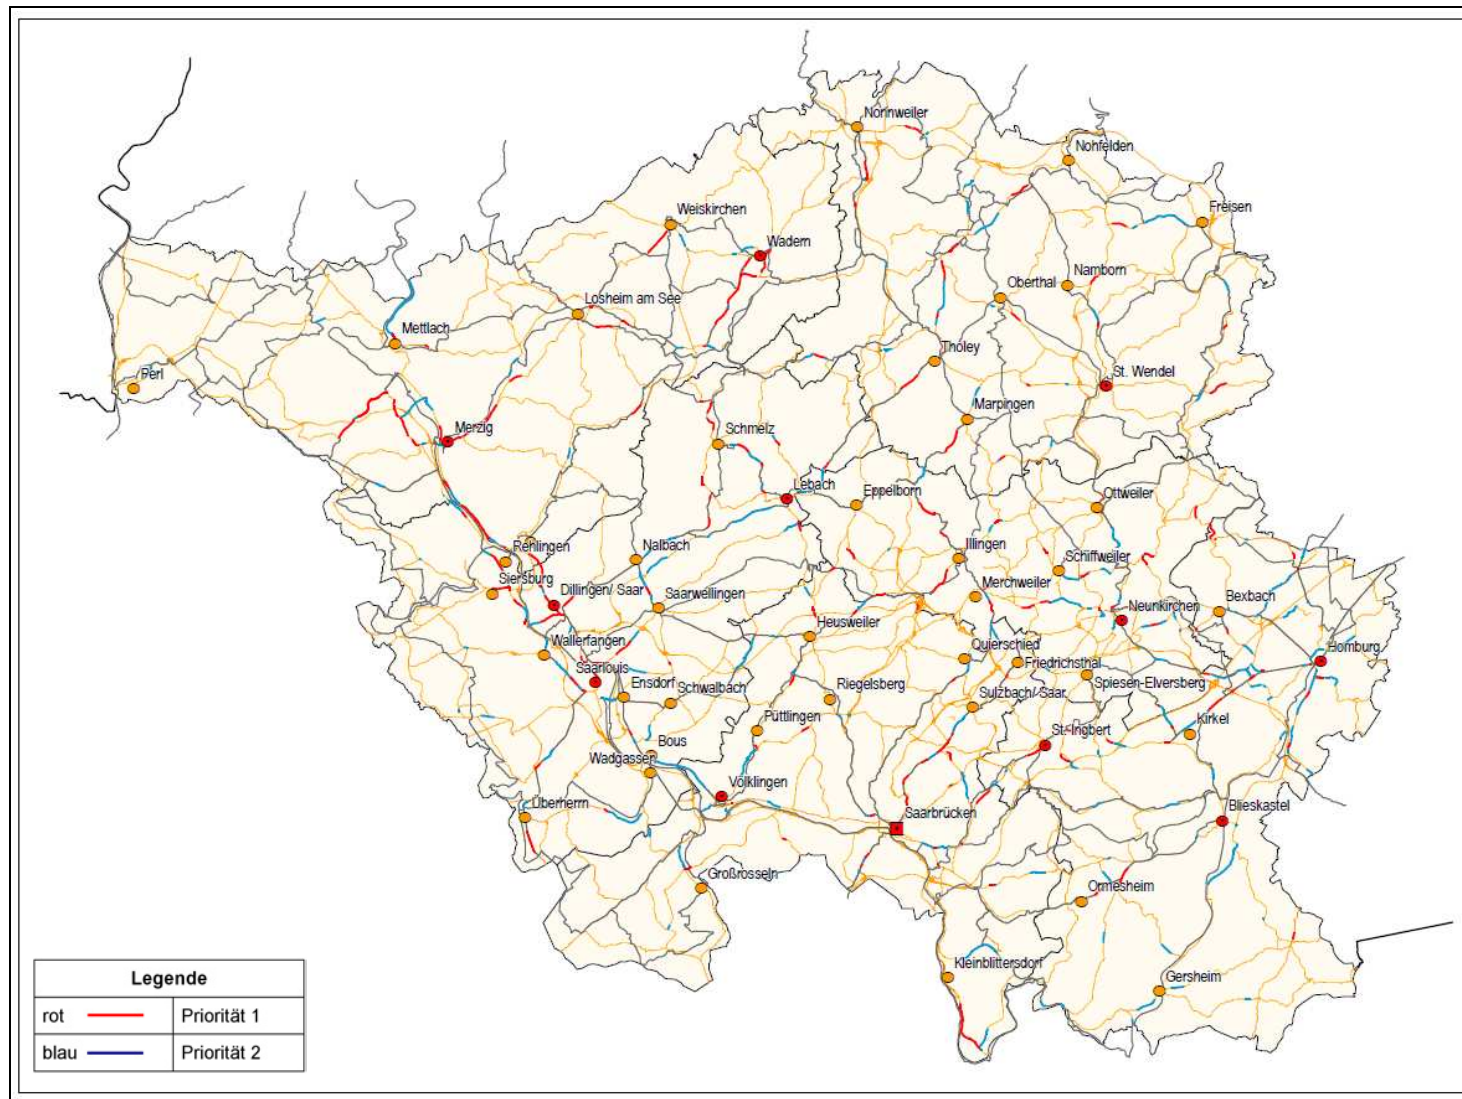 Nonnweiler
Nohfelden
Weiskirchen
Freisen
Wadern
Namborn
Oberthal
Losheim am See
Mettlach
Tholey
Perl
St. Wendel
Marpingen
Merzig
Schmelz
Lebach
Eppelborn
Ottweiler
Rehlingen
Nalbach
Illingen
Schiffweiler
Siersburg
Dillingen/ Saar
Merchweiler
Saarwellingen
Neunkirchen
Bexbach
Heusweiler
Wallerfangen
Quierschied
Homburg
Saarlouis
Friedrichsthal
Ensdorf
Schwalbach
Riegelsberg
Spiesen-Elversberg
Sulzbach/ Saar
Püttlingen
St.-Ingbert
Kirkel
Bous
Wadgassen
Völklingen
Überherrn
Saarbrücken
Blieskastel
Großrosseln
Ormesheim
Kleinblittersdorf
Gersheim
Legende
rot Priorität 1
blau Priorität 2